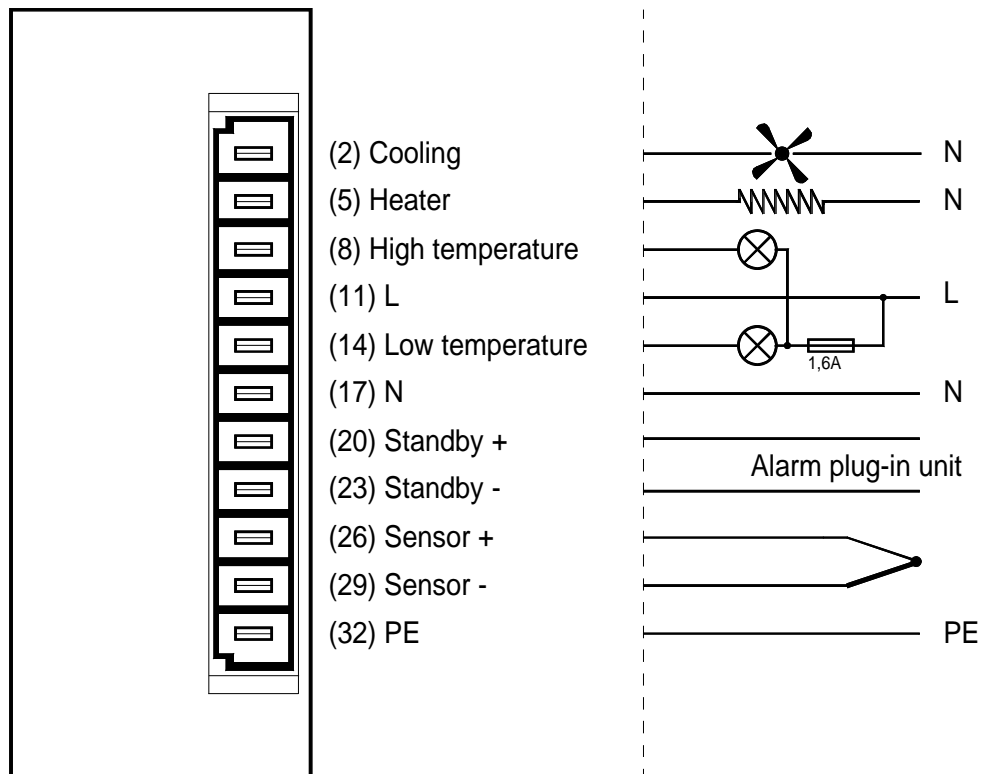 (2) Cooling N
(5) Heater N
(8) High temperature
(11) L L
(14) Low temperature
1,6A
(17) N N
(20) Standby +
Alarm plug-in unit
(23) Standby -
(26) Sensor +
(29) Sensor -
(32) PE PE